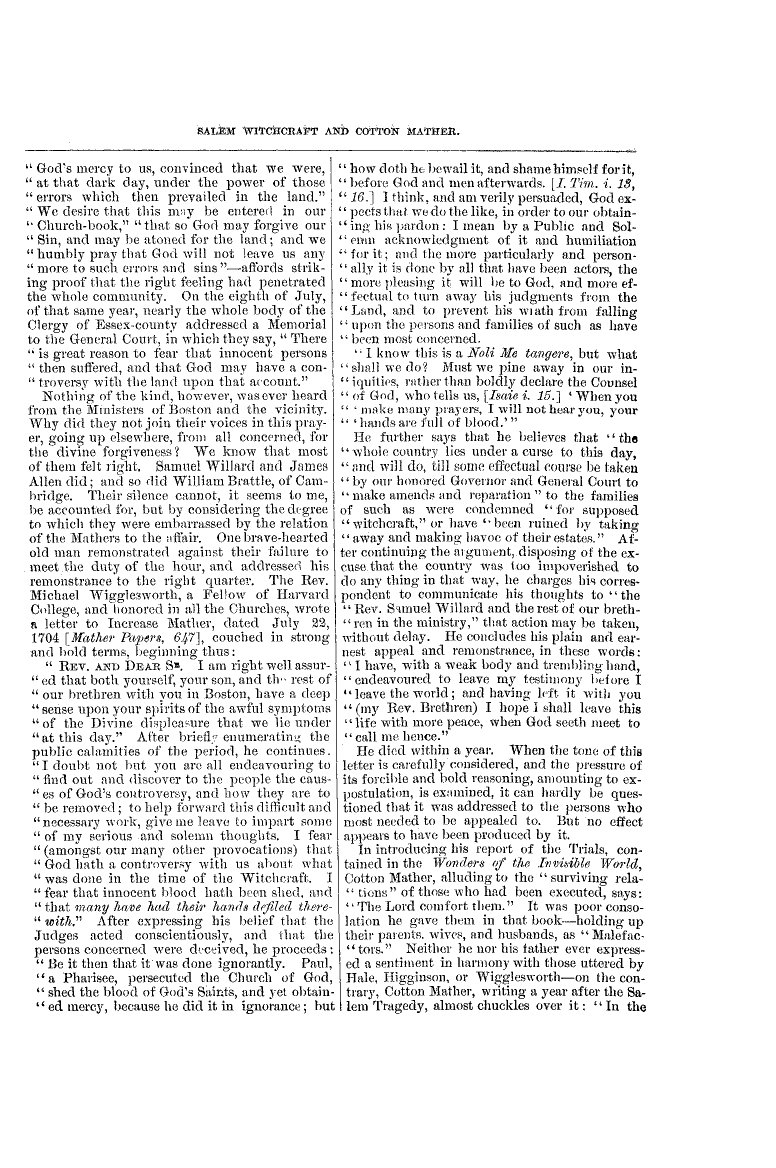 SALEM WITCHCRAFT AND COTTON MATHER.
“ God's mercy to us, convinced that we were,
“ at that dark day, under the power of those
“ errors which then prevailed in the land.”
“ We desire that this may be entered in our
“ Church-book,” “ that so God may forgive our
“ Sin, and may be atoned for the land; and we
“ humbly pray that God will not leave us any
“ more to such errors and sins”—affords strik-
ing proof that the right feeling had penetrated
the whole community. On the eighth of July,
of that same year, nearly the whole body of the
Clergy of Essex-county addressed a Memorial
to the General Court, in which they say, “ There
“ is great reason to fear that innocent persons
“ then suffered, and that God may have a con-
“ troversy with the land upon that account.”
Nothing of the kind, however, was ever heard
from the Ministers of Boston and the vicinity.
Why did they not join their voices in this pray-
er, going up elsewhere, from all concerned, for
the divine forgiveness? We know that most
of them felt right. Samuel Willard and James
Allen did; and so did William Brattle, of Cam-
bridge. Their silence cannot, it seems to me,
be accounted for, but by considering the degree
to which they were embarrassed by the relation
of the Mathers to the affair. One brave-hearted
old man remonstrated against their failure to
meet the duty of the hour, and addressed his
remonstrance to the right quarter. The Rev.
Michael Wigglesworth, a Fellow of Harvard
College, and honored in all the Churches, wrote
a letter to Increase Mather, dated July 22,
1704 [Mather Papers, 647], couched in strong
and bold terms, beginning thus:
“ REV. AND DEAR SR. I am right well assur-
“ ed that both yourself, your son, and the rest of
“ our brethren with you in Boston, have a deep
“ sense upon your spirits of the awful symptoms
“ of the Divine displeasure that we lie under
“ at this day.” After briefly enumerating the
public calamities of the period, he continues.
“ I doubt not but you are all endeavouring to
“ find out and discover to the people the caus-
“ es of God's controversy, and how they are to
“ be removed; to help forward this difficult and
“ necessary work, give me leave to impart some
“ of my serious and solemn thoughts. I fear
“ (amongst our many other provocations) that
“ God hath a controversy with us about what
“ was done in the time of the Witchcraft. I
“ fear that innocent blood hath been shed, and
“ that many have had their hands defiled there-
“ with.” After expressing his belief that the
Judges acted conscientiously, and that the
persons concerned were deceived, he proceeds:
“ Be it then that it was done ignorantly. Paul,
“ a Pharisee, persecuted the Church of God,
“ shed the blood of God's Saints, and yet obtain-
“ ed mercy, because he did it in ignorance; but
“ how doth he bewail it, and shame himself for it,
“ before God and men afterwards. [I. Tim. i. 13,
“ 16.] I think, and am verily persuaded, God ex-
“ pects that we do the like, in order to our obtain-
“ ing his pardon: I mean by a Public and Sol-
“ emn acknowledgment of it and humiliation
“ for it; and the more particularly and person-
“ ally it is done by all that have been actors, the
“ more pleasing it will be to God, and more ef-
“ fectual to turn away his judgments from the
“ Land, and to prevent his wrath from falling
“ upon the persons and families of such as have
“ been most concerned.
“ I know this is a Noli Me tangere, but what
“ shall we do? Must we pine away in our in-
“ iquities, rather than boldly declare the Counsel
“ of God, who tells us, [Isaie i. 15.] ‘ When you
“ ‘ make many prayers, I will not hear you, your
“ ‘ hands are full of blood.’ ”
He further says that he believes that “ the
“ whole country lies under a curse to this day,
“ and will do, till some effectual course be taken
“ by our honored Governor and General Court to
“ make amends and reparation ” to the families
of such as were condemned “ for supposed
“ witchcraft,” or have “ been ruined by taking
“ away and making havoc of their estates.” Af-
ter continuing the argument, disposing of the ex-
cuse that the country was too impoverished to
do any thing in that way, he charges his corres-
pondent to communicate his thoughts to “ the
“ Rev. Samuel Willard and the rest of our breth-
“ ren in the ministry,” that action may be taken,
without delay. He concludes his plain and ear-
nest appeal and remonstrance, in these words:
“ I have, with a weak body and trembling hand,
“ endeavoured to leave my testimony before I
“ leave the world; and having left it with you
“ (my Rev. Brethren) I hope I shall leave this
“ life with more peace, when God seeth meet to
“ call me hence.”
He died within a year. When the tone of this
letter is carefully considered, and the pressure of
its forcible and bold reasoning, amounting to ex-
postulation, is examined, it can hardly be ques-
tioned that it was addressed to the persons who
most needed to be appealed to. But no effect
appears to have been produced by it.
In introducing his report of the Trials, con-
tained in the Wonders of the Invisible World,
Cotton Mather, alluding to the “ surviving rela-
“ tions” of those who had been executed, says:
“ The Lord comfort them.” It was poor conso-
lation he gave them in that book—holding up
their parents, wives, and husbands, as “ Malefac-
“ tors.” Neither he nor his father ever express-
ed a sentiment in harmony with those uttered by
Hale, Higginson, or Wigglesworth—on the con-
trary, Cotton Mather, writing a year after the Sa-
lem Tragedy, almost chuckles over it: “ In the